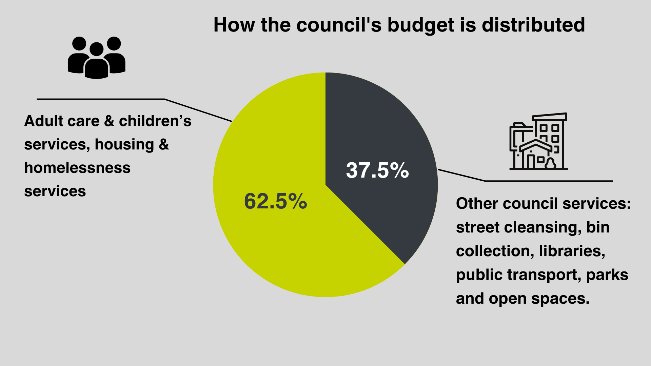 How the council's budget is distributed
Adult care & children's
services, housing &
homelessness
services
62.5%
37.5%
Other council services:
street cleansing, bin
collection, libraries,
public transport, parks
and open spaces.